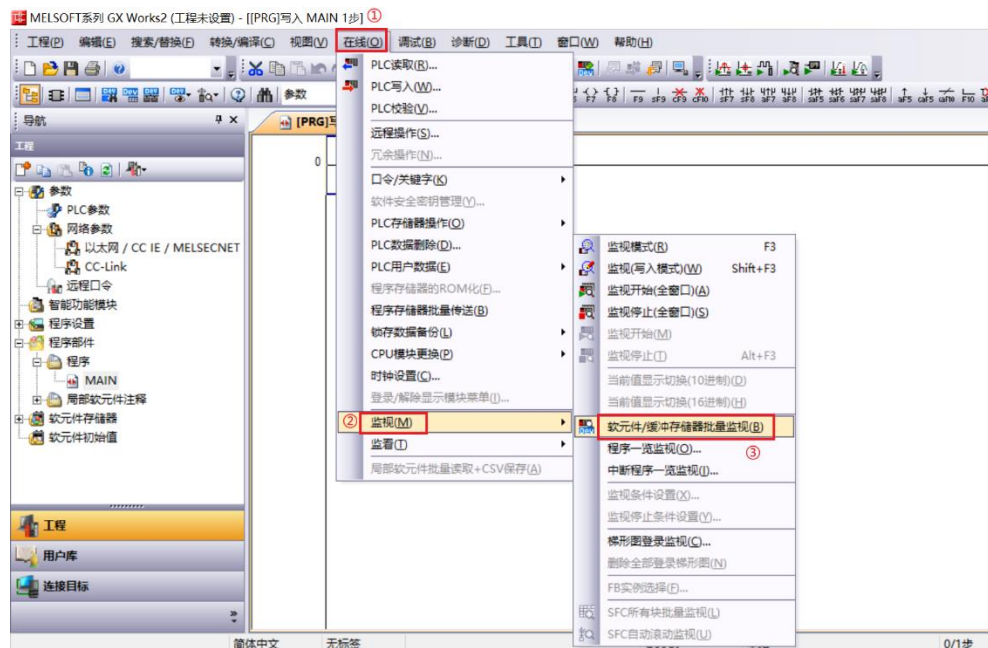 MELSOFT系列 GX Works2 (工程未设置) - [[PRG]写入 MAIN 1步] ①
工程(P) 编辑(E) 搜索/替换(F) 转换/编译(C) 视图(V) 在线(O) 调试(B) 诊断(D) 工具(T) 窗口(W) 帮助(H)
参数
F7 F8 F9 sF9 cF9 cF10 sF7 sF8 aF7 aF8 saF5 saF6 saF7 saF8 aF5 caF5 caF10 F10
导航
[PRG]写
工程
0
参数
PLC参数
网络参数
以太网 / CC IE / MELSECNET
CC-Link
远程口令
智能功能模块
程序设置
程序部件
程序
MAIN
局部软元件注释
软元件存储器
软元件初始值
工程
用户库
连接目标
PLC读取(R)...
PLC写入(W)...
PLC校验(V)...
远程操作(S)...
冗余操作(N)...
口令/关键字(K)
软件安全密钥管理(Y)...
PLC存储器操作(O)
PLC数据删除(D)...
PLC用户数据(E)
程序存储器的ROM化(F)...
程序存储器批量传送(B)
锁存数据备份(L)
CPU模块更换(P)
时钟设置(C)...
登录/解除显示模块菜单(I)...
② 监视(M)
监看(T)
局部软元件批量读取+CSV保存(A)
监视模式(R) F3
监视(写入模式)(W) Shift+F3
监视开始(全窗口)(A)
监视停止(全窗口)(S)
监视开始(M)
监视停止(T) Alt+F3
当前值显示切换(10进制)(D)
当前值显示切换(16进制)(H)
软元件/缓冲存储器批量监视(B)
程序一览监视(O)...
③
中断程序一览监视(I)...
监视条件设置(X)...
监视停止条件设置(Y)...
梯形图登录监视(C)...
删除全部登录梯形图(N)
FB实例选择(F)...
SFC所有块批量监视(L)
SFC自动滚动监视(U)
简体中文 无标签 0/1步